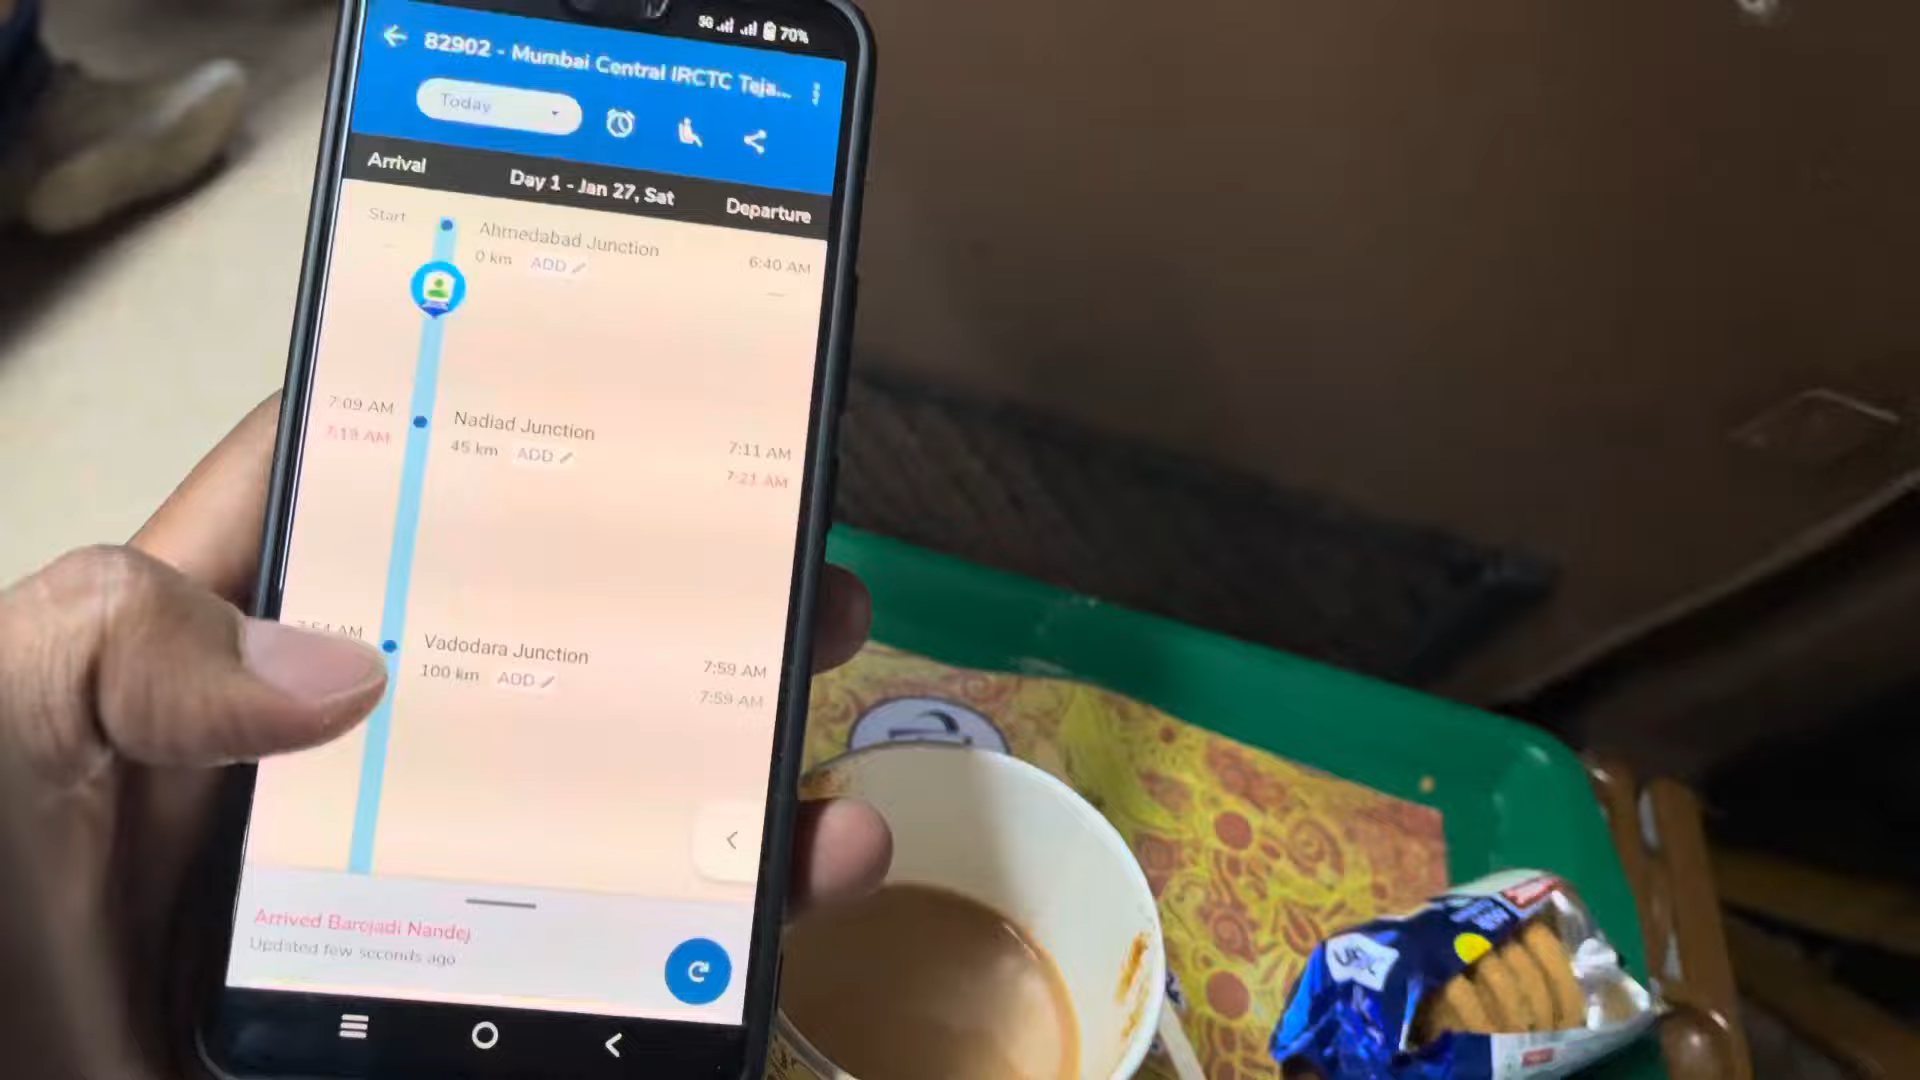 5G 70%
82902 - Mumbai Central IRCTC Teja...
Today
Arrival Day 1 - Jan 27, Sat Departure
Start Ahmedabad Junction 6:40 AM
0 km ADD
7:09 AM Nadiad Junction 7:11 AM
7:19 AM 45 km ADD 7:21 AM
7:54 AM Vadodara Junction 7:59 AM
100 km ADD 7:59 AM
Arrived Barejadi Nandej
Updated few seconds ago